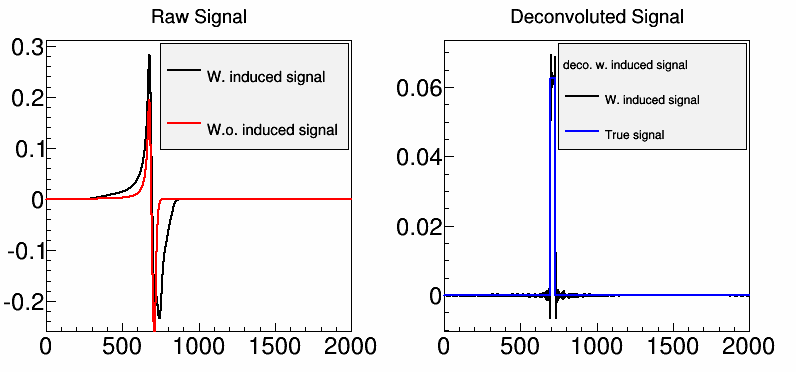 Raw Signal
W. induced signal
W.o. induced signal
0.3
0.2
0.1
0
-0.1
-0.2
0
500
1000
1500
2000
Deconvoluted Signal
deco. w. induced signal
W. induced signal
True signal
0.06
0.04
0.02
0
0
500
1000
1500
2000